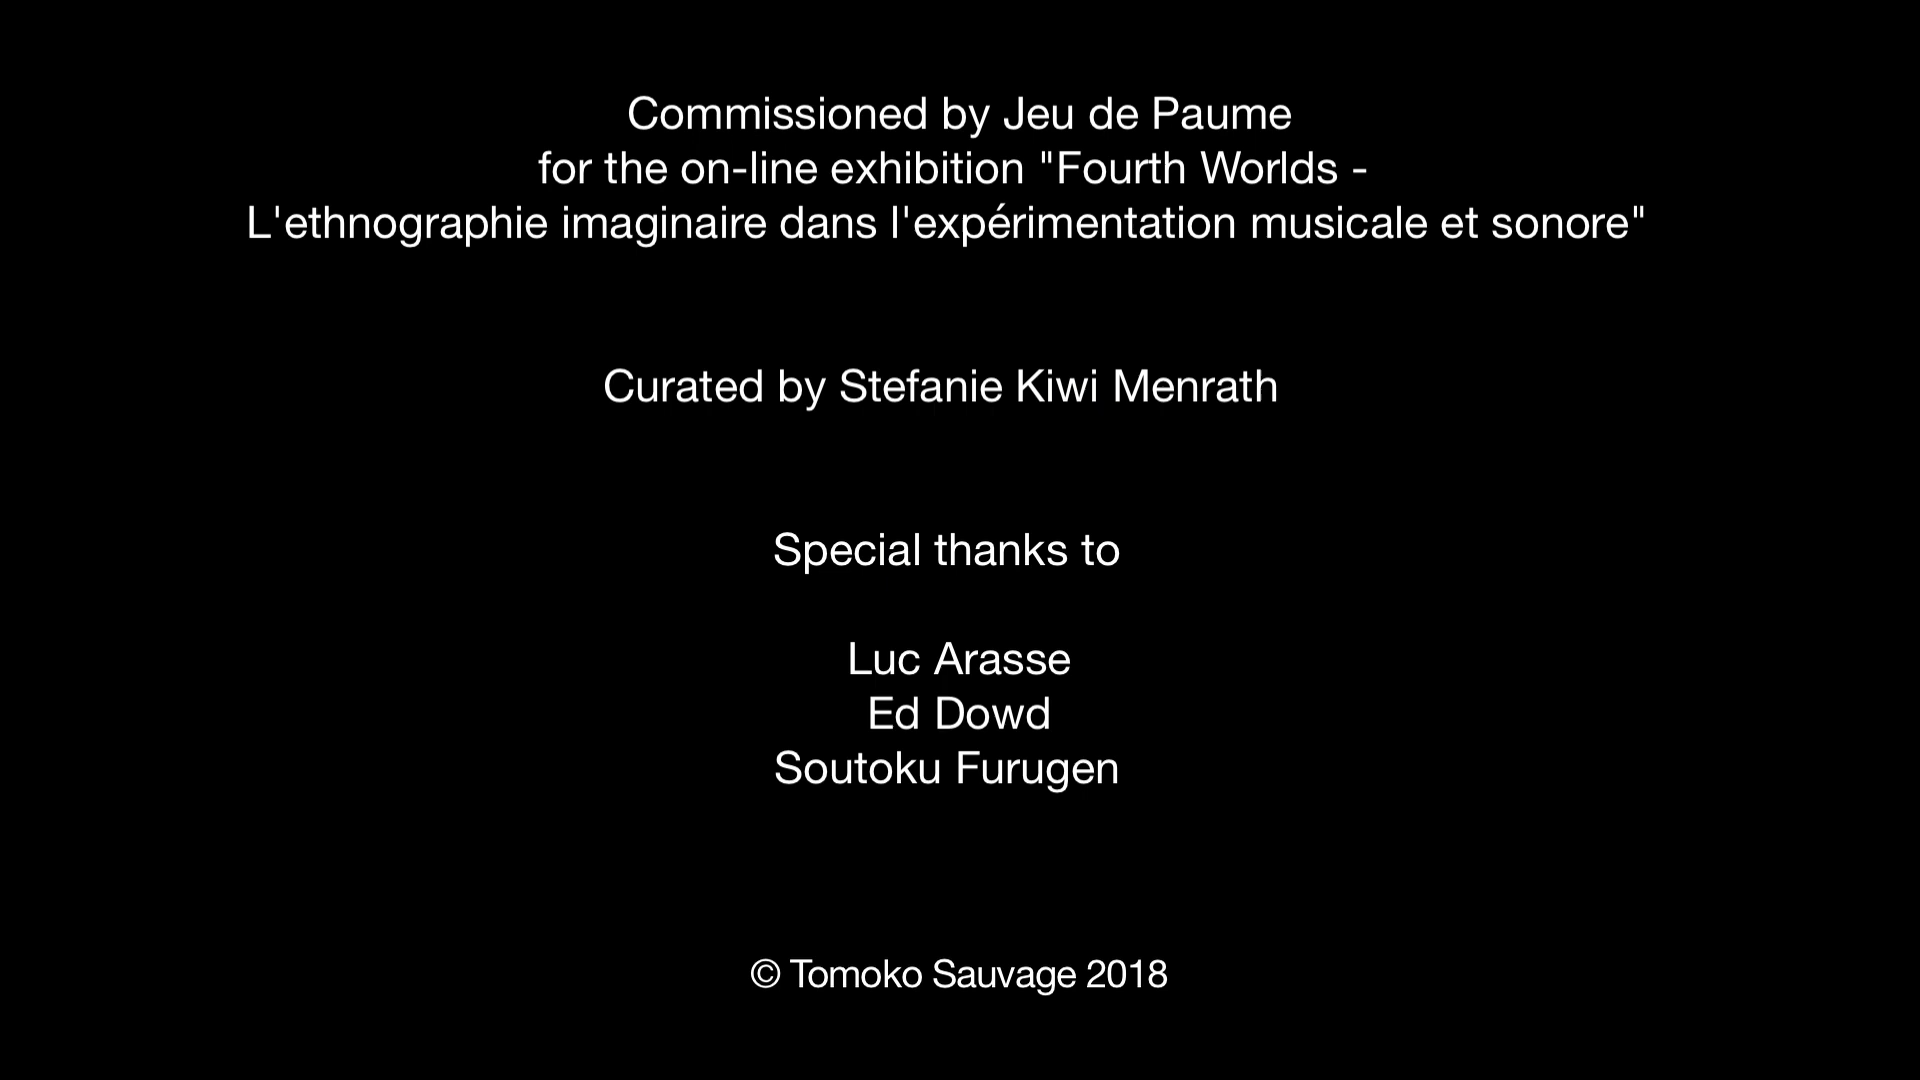 Commissioned by Jeu de Paume
for the on-line exhibition "Fourth Worlds -
L'ethnographie imaginaire dans l'expérimentation musicale et sonore"
Curated by Stefanie Kiwi Menrath
Special thanks to
Luc Arasse
Ed Dowd
Soutoku Furugen
© Tomoko Sauvage 2018